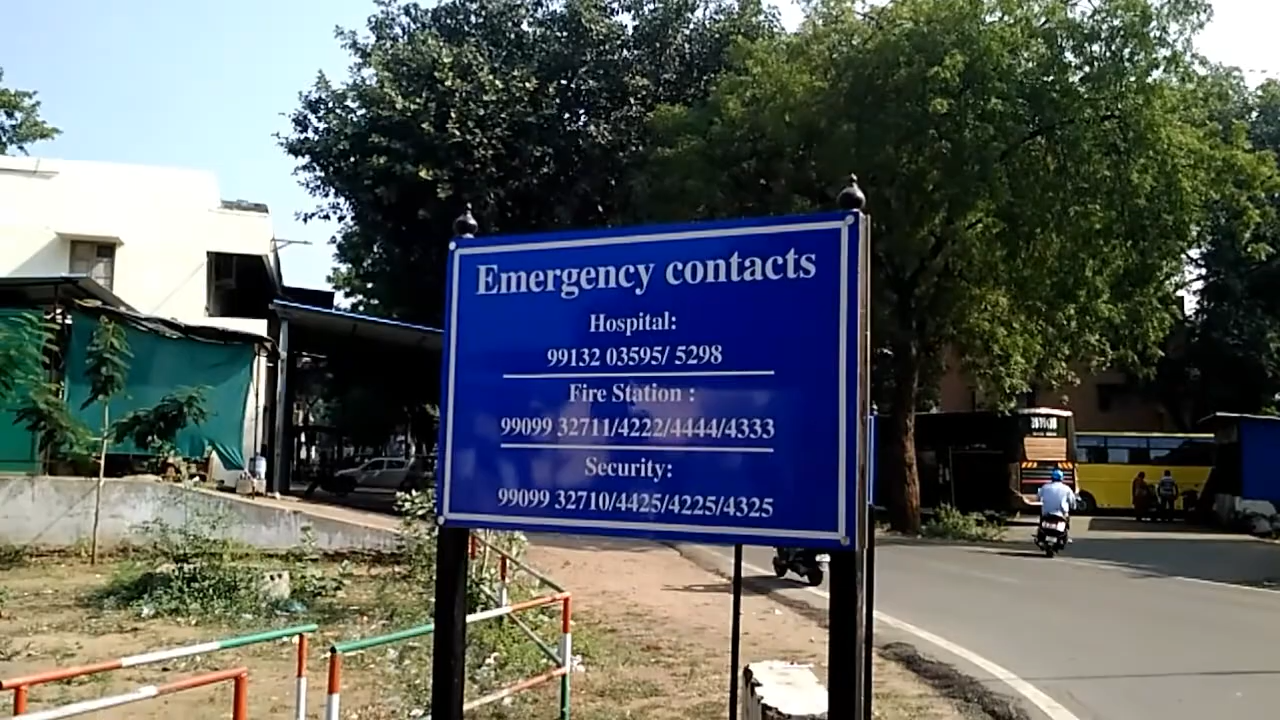 Emergency contacts
Hospital:
99132 03595/ 5298
Fire Station :
99099 32711/4222/4444/4333
Security:
99099 32710/4425/4225/4325